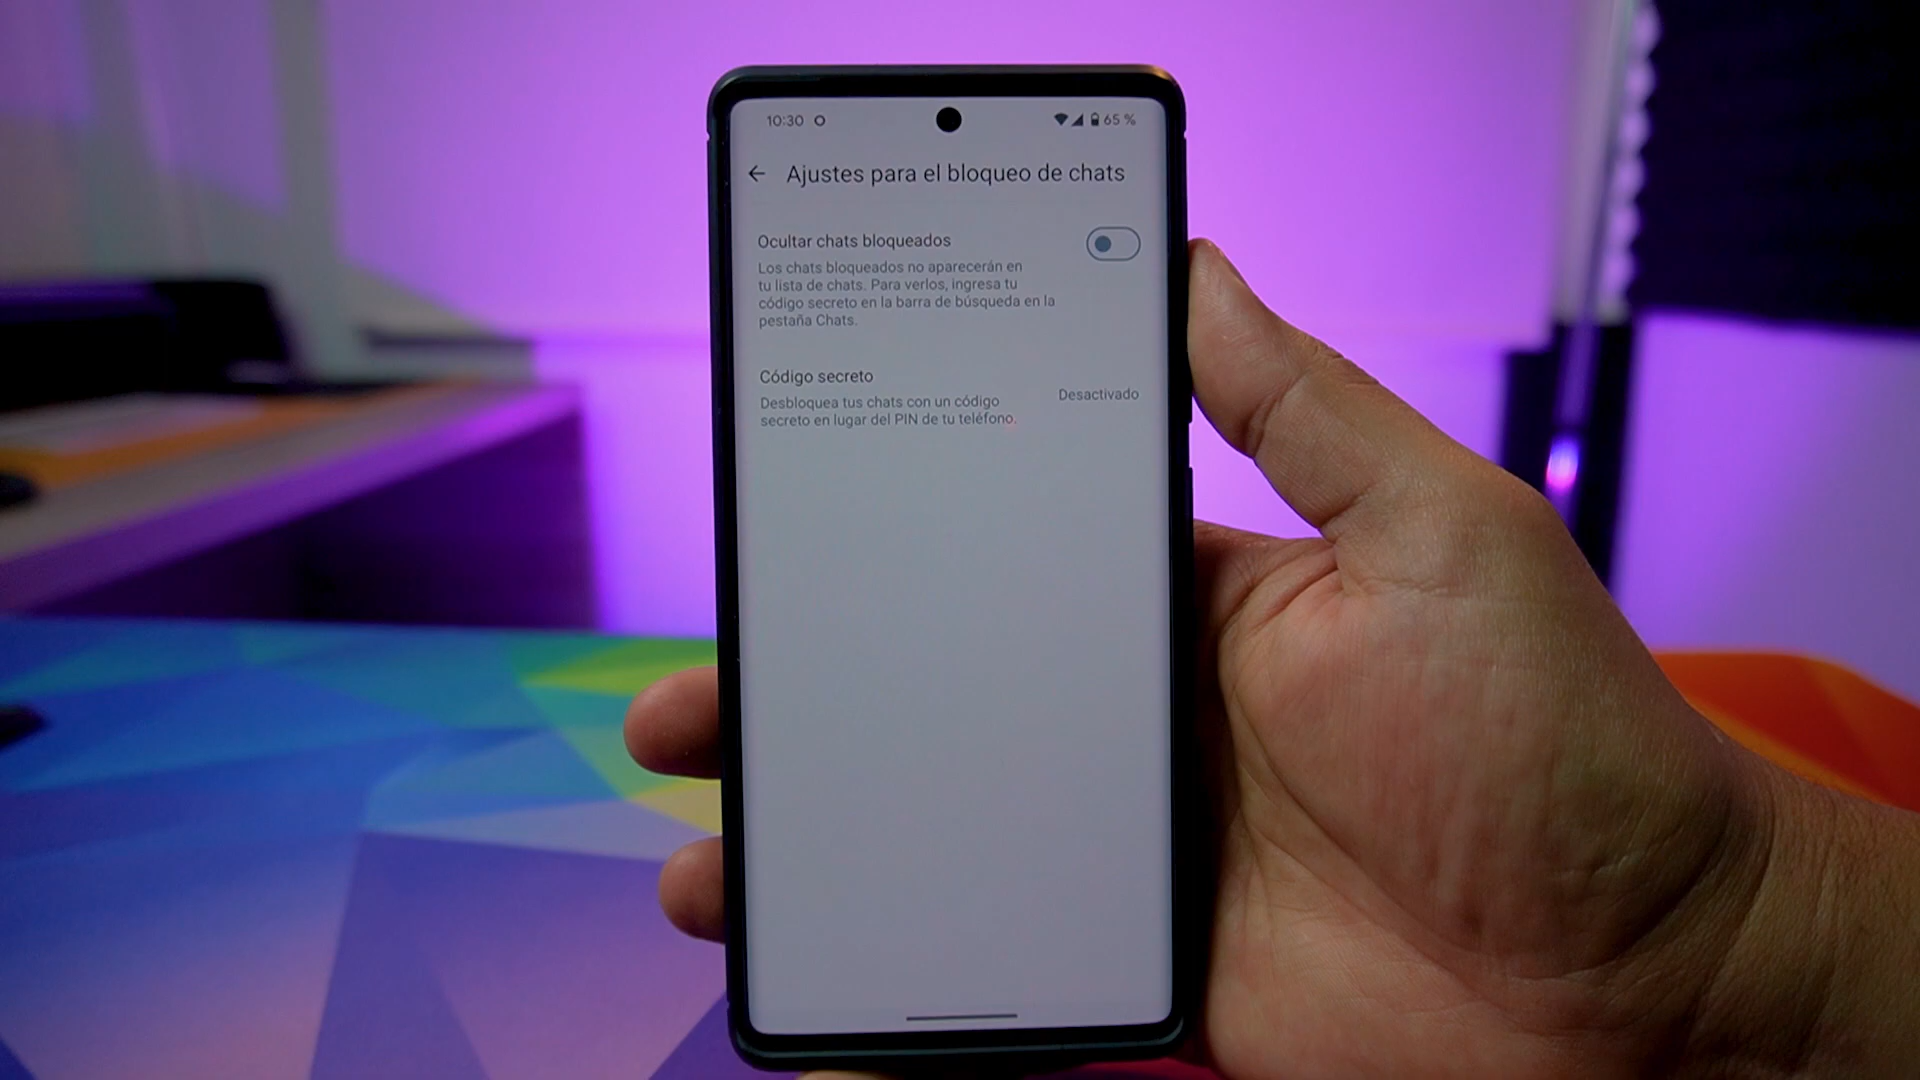 10:30 65 %
Ajustes para el bloqueo de chats
Ocultar chats bloqueados
Los chats bloqueados no aparecerán en
tu lista de chats. Para verlos, ingresa tu
código secreto en la barra de búsqueda en la
pestaña Chats.
Código secreto
Desactivado
Desbloquea tus chats con un código
secreto en lugar del PIN de tu teléfono.